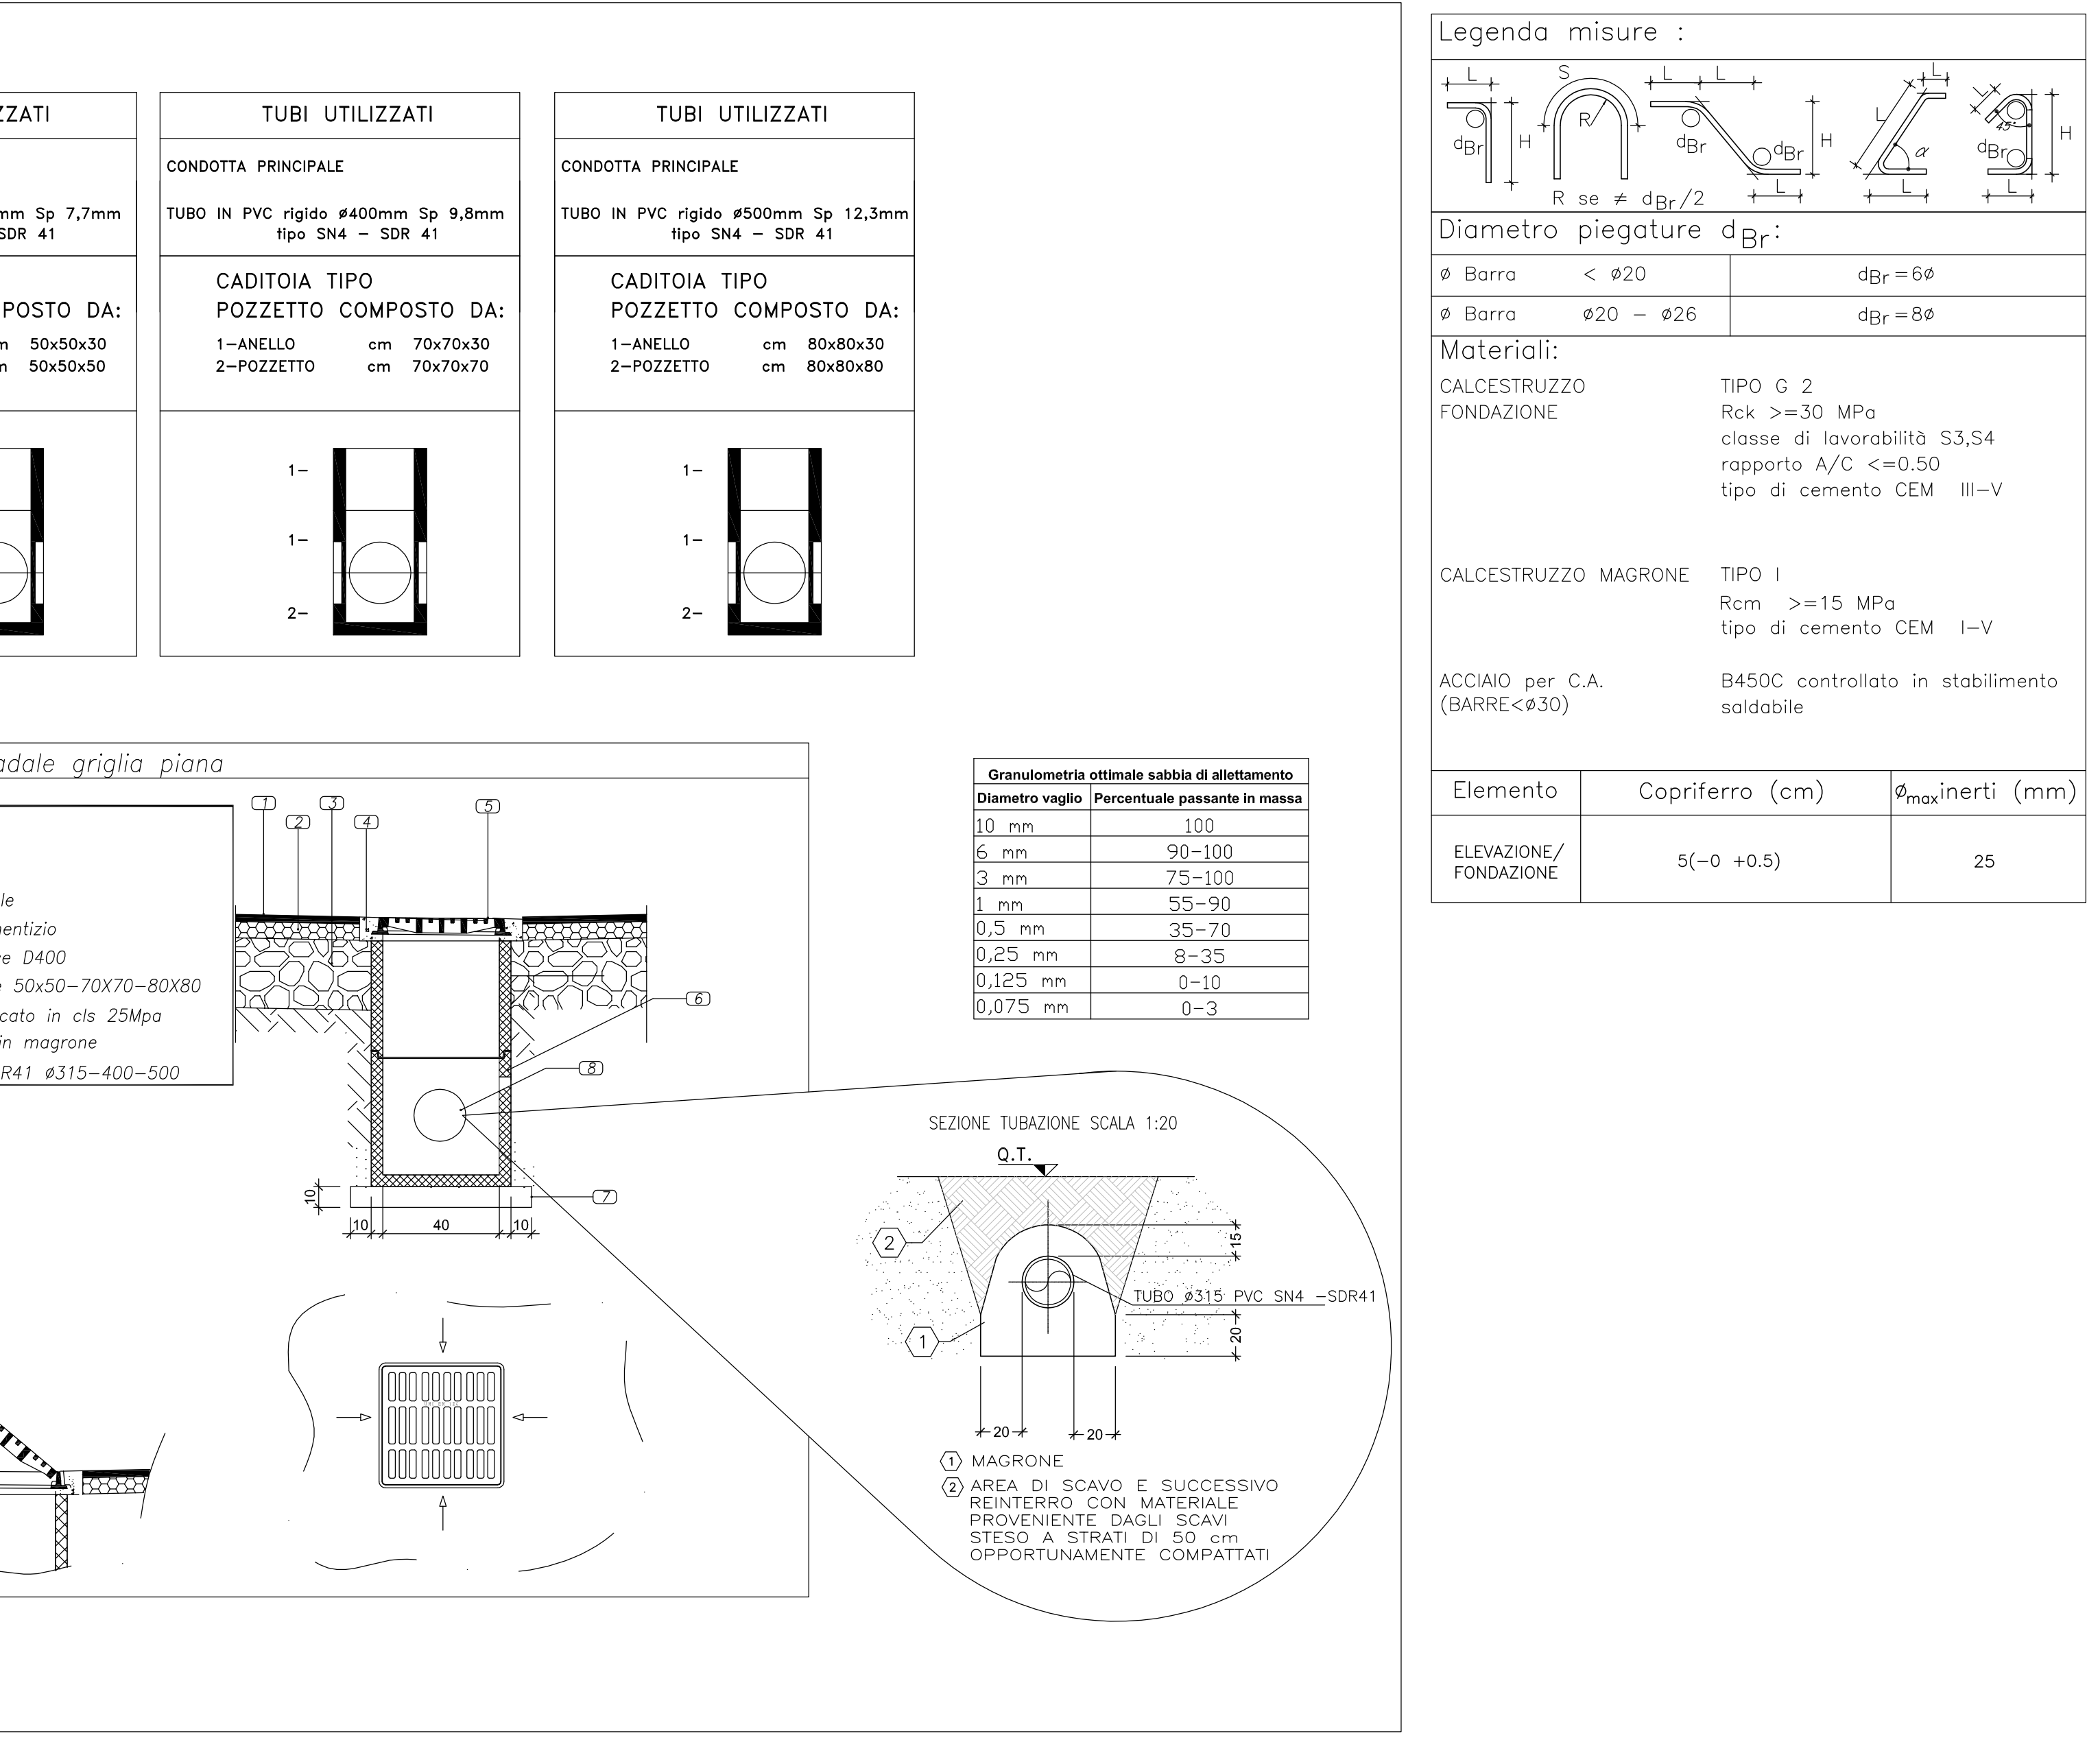 ZZATI
mm Sp 7,7mm
SDR 41
POSTO DA:
50x50x30
50x50x50
TUBI UTILIZZATI
CONDOTTA PRINCIPALE
TUBO IN PVC rigido ø400mm Sp 9,8mm
tipo SN4 – SDR 41
CADITOIA TIPO
POZZETTO COMPOSTO DA:
1–ANELLO cm 70x70x30
2–POZZETTO cm 70x70x70
1–
1–
2–
TUBI UTILIZZATI
CONDOTTA PRINCIPALE
TUBO IN PVC rigido ø500mm Sp 12,3mm
tipo SN4 – SDR 41
CADITOIA TIPO
POZZETTO COMPOSTO DA:
1–ANELLO cm 80x80x30
2–POZZETTO cm 80x80x80
1–
1–
2–
Legenda misure :
L
dBr
H
S
R
R se ≠ dBr/2
L L
dBr
dBr
H
L
L
L
α
L
L
45°
dBr
H
L
Diametro piegature dBr:
ø Barra < ø20 dBr=6ø
ø Barra ø20 – ø26 dBr=8ø
Materiali:
CALCESTRUZZO TIPO G 2
FONDAZIONE Rck >=30 MPa
classe di lavorabilità S3,S4
rapporto A/C <=0.50
tipo di cemento CEM III–V
CALCESTRUZZO MAGRONE TIPO I
Rcm >=15 MPa
tipo di cemento CEM I–V
ACCIAIO per C.A. B450C controllato in stabilimento
(BARRE<ø30) saldabile
Elemento Copriferro (cm) ømaxinerti (mm)
ELEVAZIONE/
FONDAZIONE 5(–0 +0.5) 25
adale griglia piana
le
mentizio
e D400
e 50x50–70X70–80X80
cato in cls 25Mpa
in magrone
R41 ø315–400–500
1
2
3
4
5
6
8
7
10
10 40 10
Granulometria ottimale sabbia di allettamento
Diametro vaglio Percentuale passante in massa
10 mm 100
6 mm 90–100
3 mm 75–100
1 mm 55–90
0,5 mm 35–70
0,25 mm 8–35
0,125 mm 0–10
0,075 mm 0–3
SEZIONE TUBAZIONE SCALA 1:20
Q.T.
2
15
TUBO ø315 PVC SN4 –SDR41
1
20
20 20
1 MAGRONE
2 AREA DI SCAVO E SUCCESSIVO
REINTERRO CON MATERIALE
PROVENIENTE DAGLI SCAVI
STESO A STRATI DI 50 cm
OPPORTUNAMENTE COMPATTATI